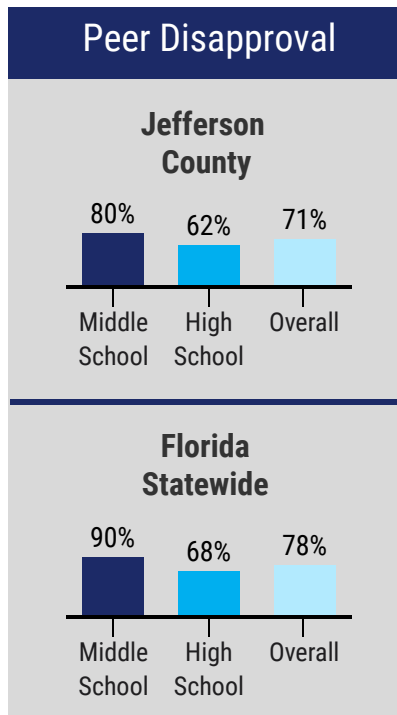 Peer Disapproval
Jefferson
County
80%
62%
71%
Middle
School
High
School
Overall
Florida
Statewide
90%
68%
78%
Middle
School
High
School
Overall